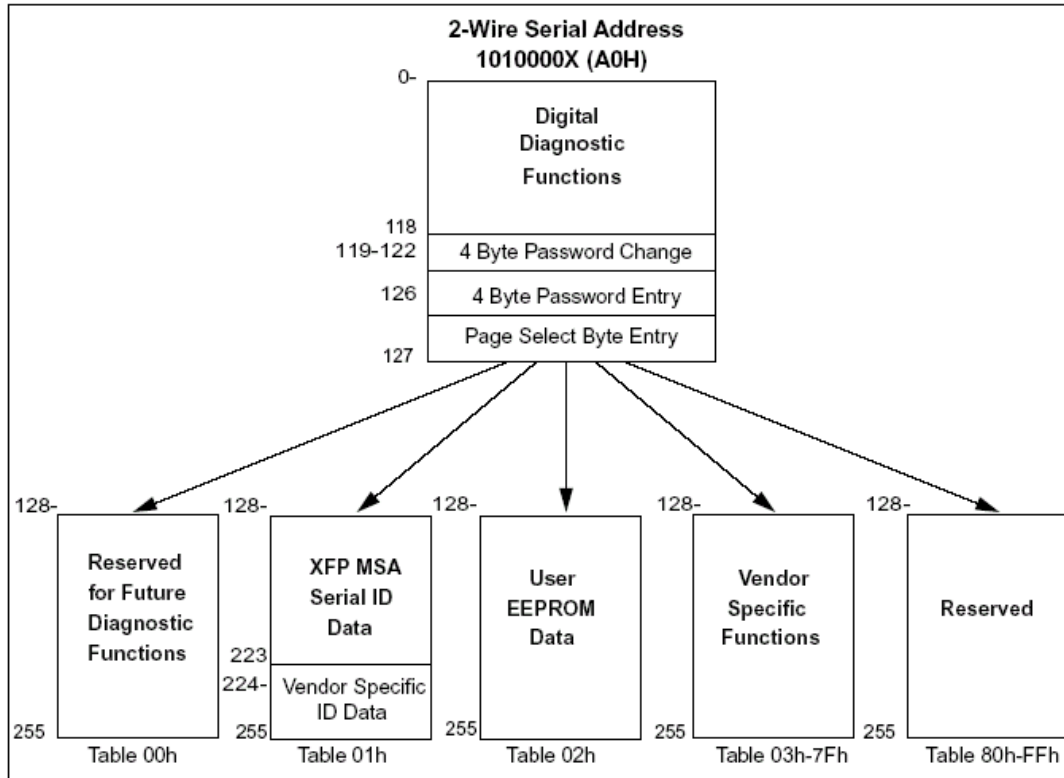 2-Wire Serial Address
1010000X (A0H)
0-
Digital
Diagnostic
Functions
118
119-122
4 Byte Password Change
126
4 Byte Password Entry
Page Select Byte Entry
127
128-
Reserved
for Future
Diagnostic
Functions
255
Table 00h
128-
XFP MSA
Serial ID
Data
223
224-
Vendor Specific
ID Data
255
Table 01h
128-
User
EEPROM
Data
255
Table 02h
128-
Vendor
Specific
Functions
255
Table 03h-7Fh
128-
Reserved
255
Table 80h-FFh